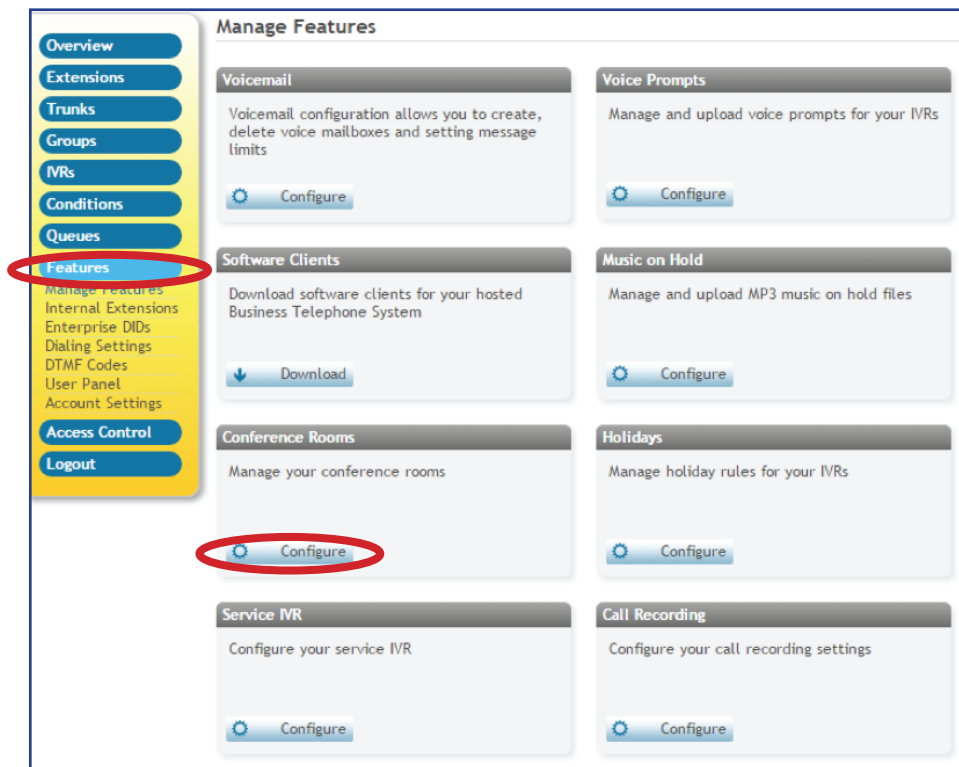 Overview
Extensions
Trunks
Groups
IVRs
Conditions
Queues
Features
Manage Features
Internal Extensions
Enterprise DIDs
Dialing Settings
DTMF Codes
User Panel
Account Settings
Access Control
Logout
Manage Features
Voicemail
Voicemail configuration allows you to create,
delete voice mailboxes and setting message
limits
Configure
Voice Prompts
Manage and upload voice prompts for your IVRs
Configure
Software Clients
Download software clients for your hosted
Business Telephone System
Download
Music on Hold
Manage and upload MP3 music on hold files
Configure
Conference Rooms
Manage your conference rooms
Configure
Holidays
Manage holiday rules for your IVRs
Configure
Service IVR
Configure your service IVR
Configure
Call Recording
Configure your call recording settings
Configure